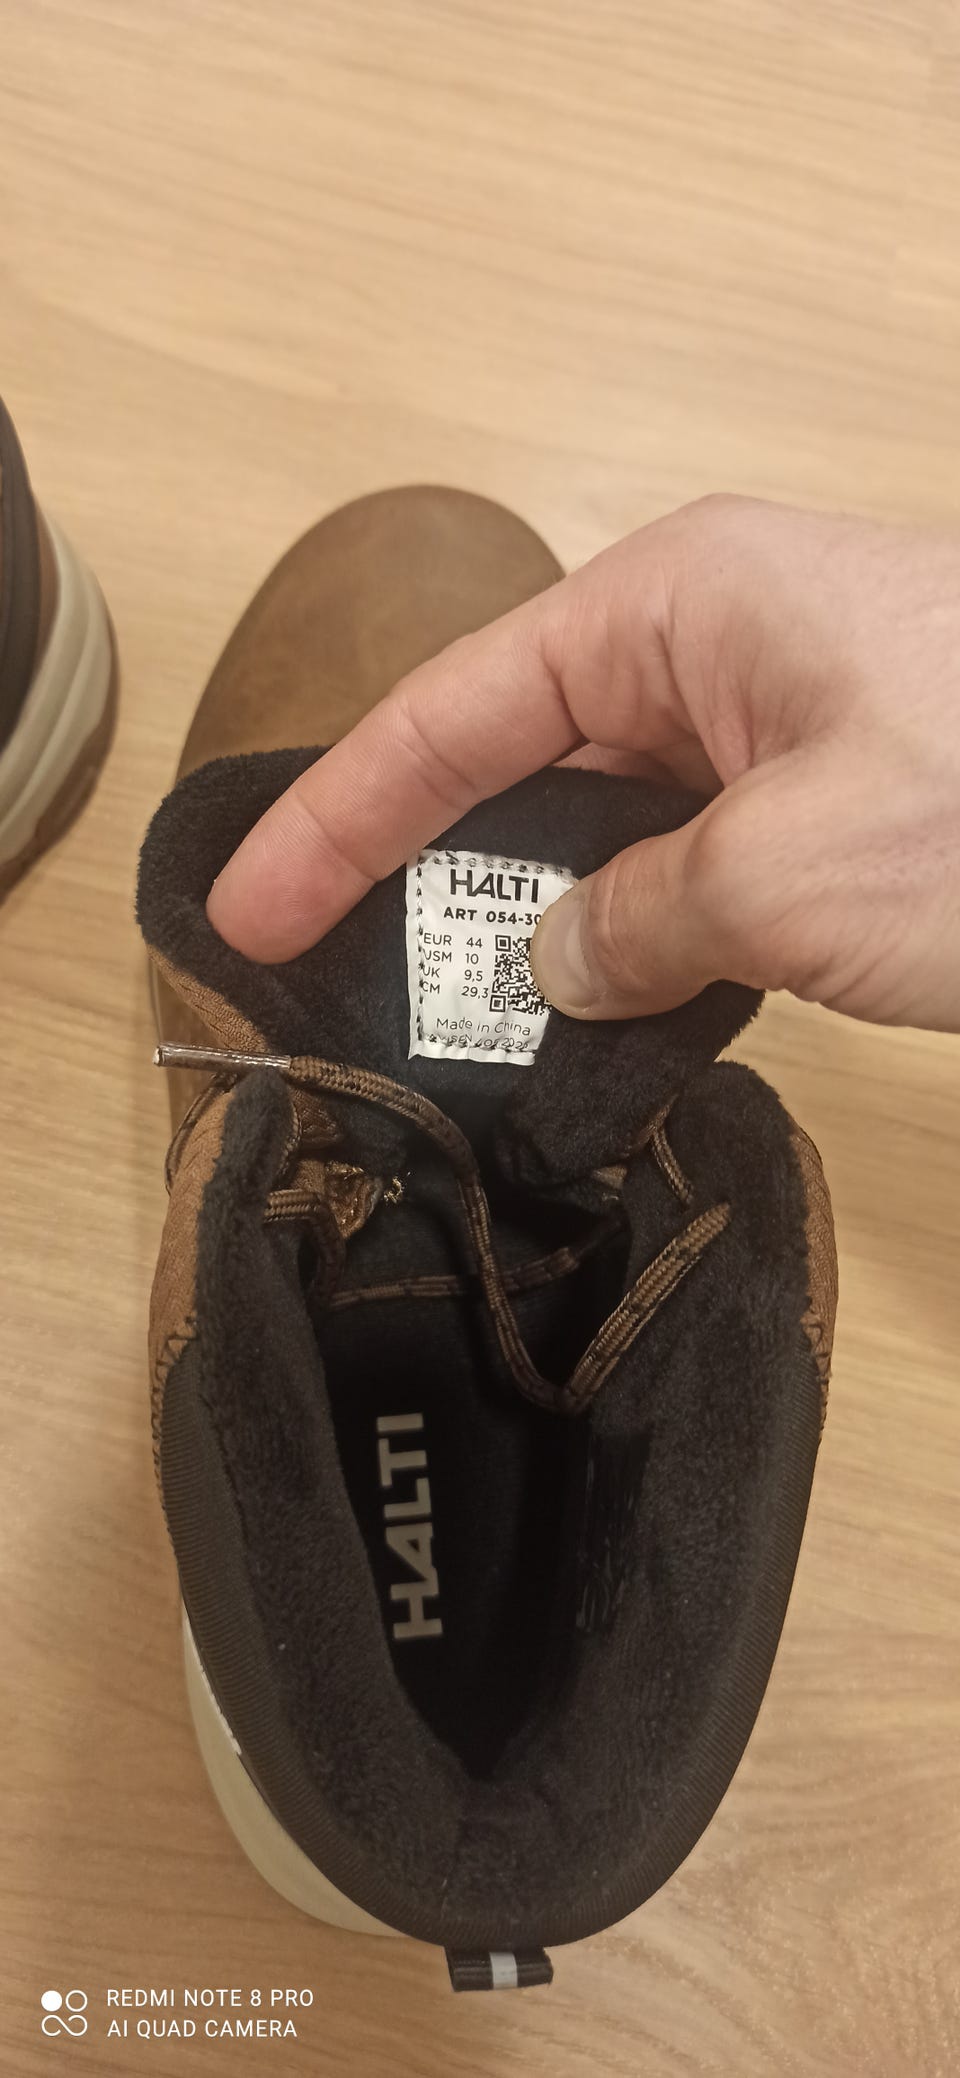 HALTI
ART 054-30
EUR 44
USM 10
UK 9,5
CM 29,3
Made in China
HALTI
REDMI NOTE 8 PRO
AI QUAD CAMERA